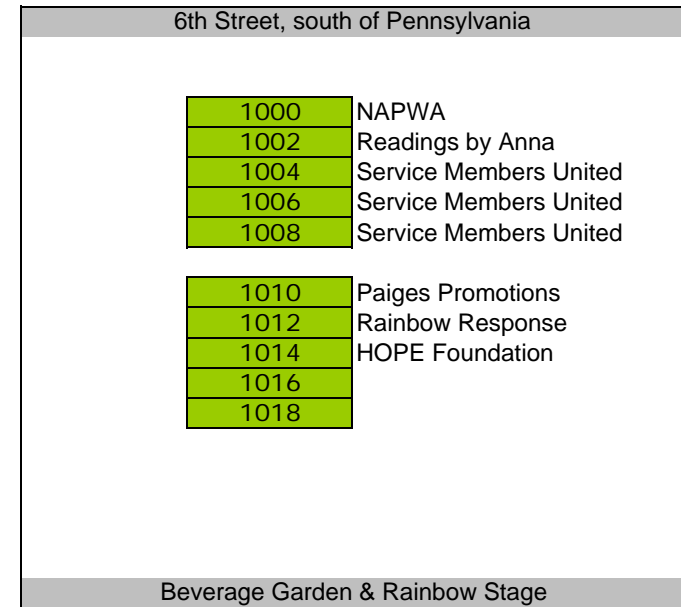 6th Street, south of Pennsylvania
1000 NAPWA
1002 Readings by Anna
1004 Service Members United
1006 Service Members United
1008 Service Members United
1010 Paiges Promotions
1012 Rainbow Response
1014 HOPE Foundation
1016
1018
Beverage Garden & Rainbow Stage